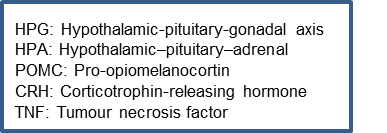 HPG: Hypothalamic-pituitary-gonadal axis
HPA: Hypothalamic–pituitary–adrenal
POMC: Pro-opiomelanocortin
CRH: Corticotrophin-releasing hormone
TNF: Tumour necrosis factor